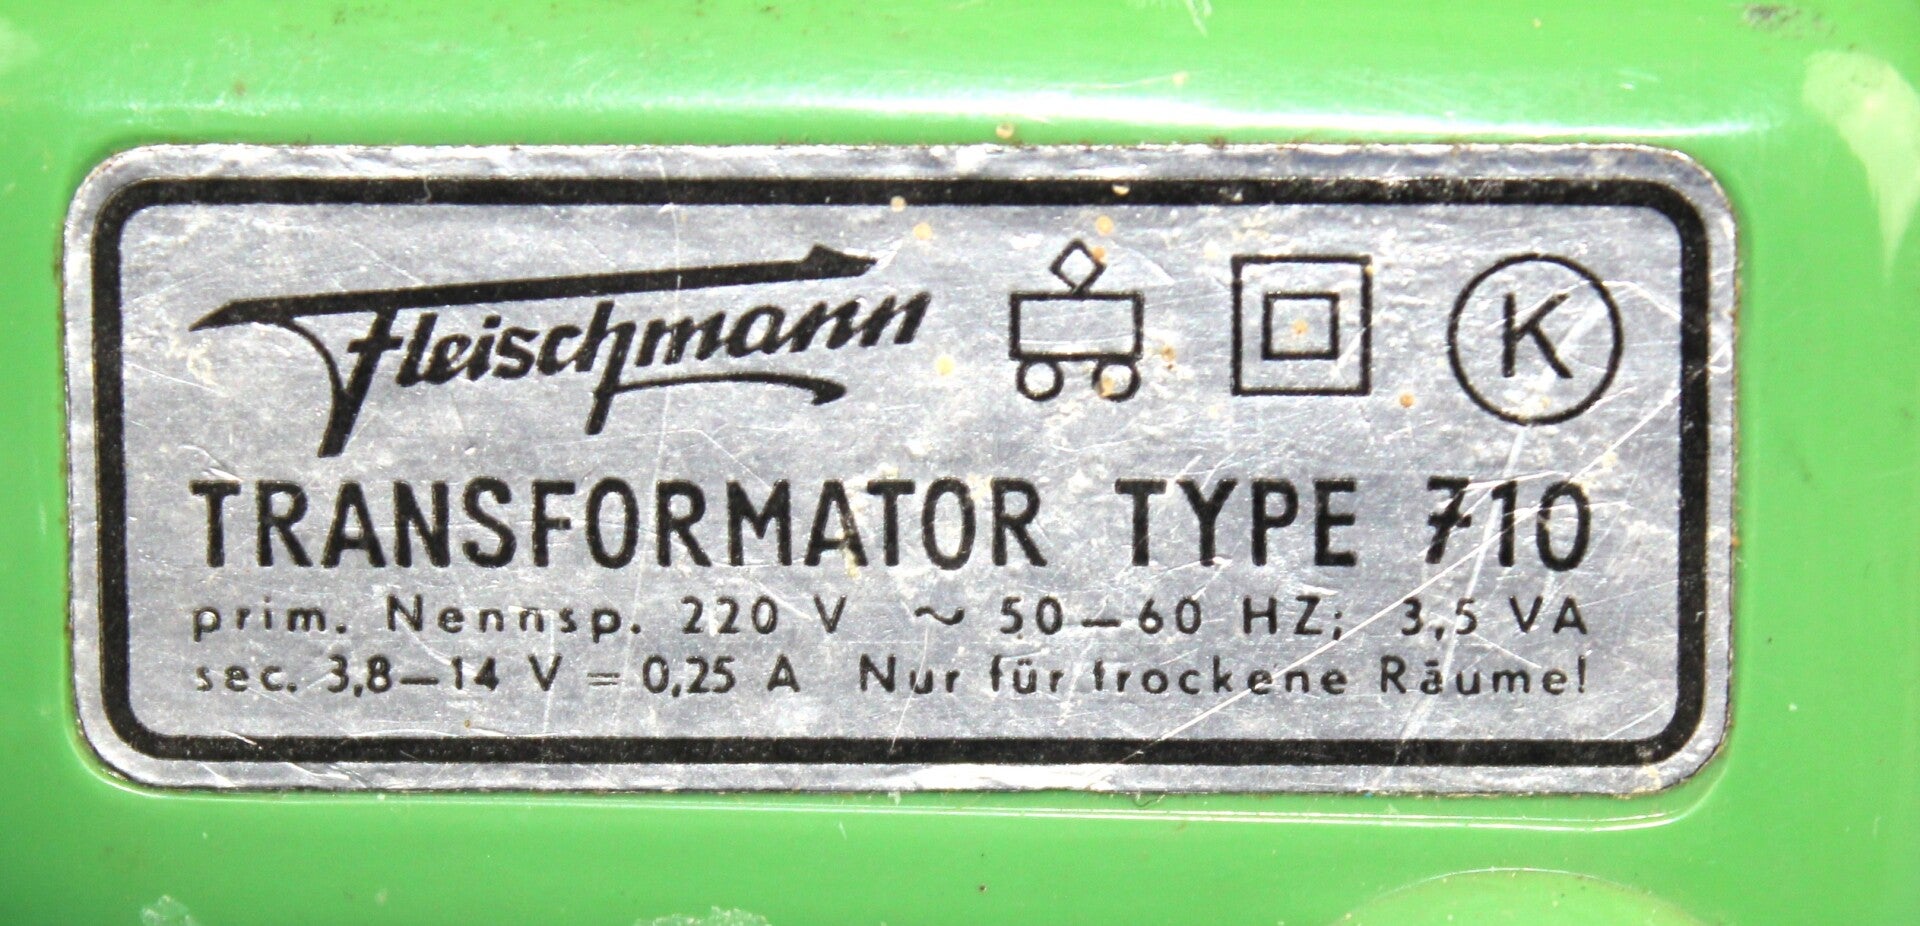 Fleischmann K
TRANSFORMATOR TYPE 710
prim. Nennsp. 220 V ~ 50–60 HZ; 3,5 VA
sec. 3,8–14 V = 0,25 A Nur für trockene Räume!